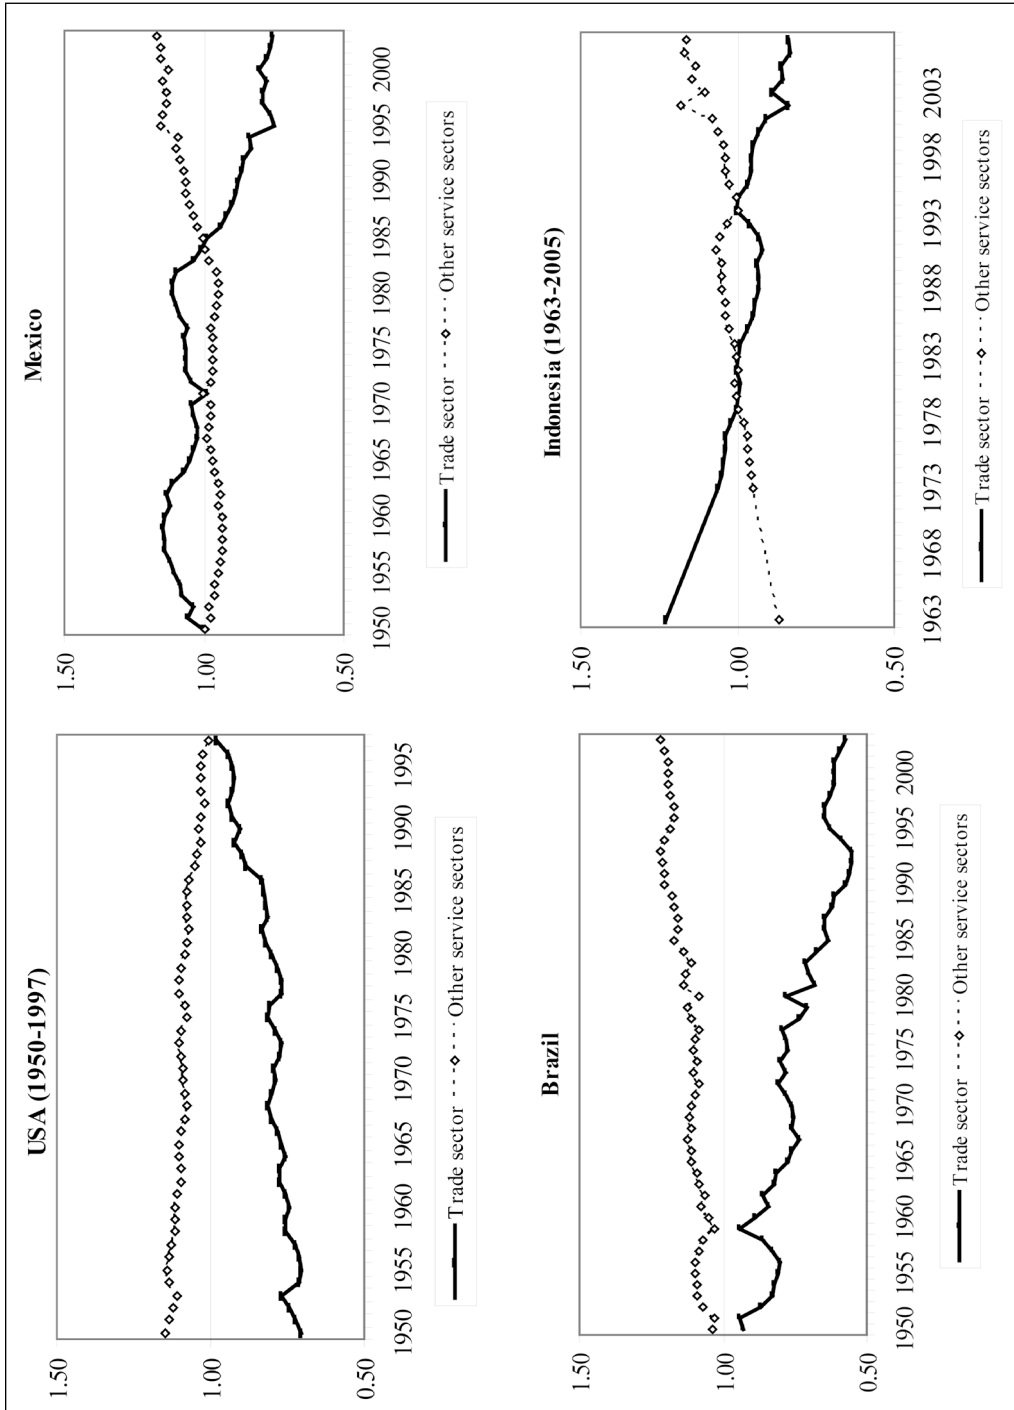 USA (1950-1997)
1.50
1.00
0.50
1950 1955 1960 1965 1970 1975 1980 1985 1990 1995
Trade sector Other service sectors
Mexico
1.50
1.00
0.50
1950 1955 1960 1965 1970 1975 1980 1985 1990 1995 2000
Trade sector Other service sectors
Brazil
1.50
1.00
0.50
1950 1955 1960 1965 1970 1975 1980 1985 1990 1995 2000
Trade sector Other service sectors
Indonesia (1963-2005)
1.50
1.00
0.50
1963 1968 1973 1978 1983 1988 1993 1998 2003
Trade sector Other service sectors